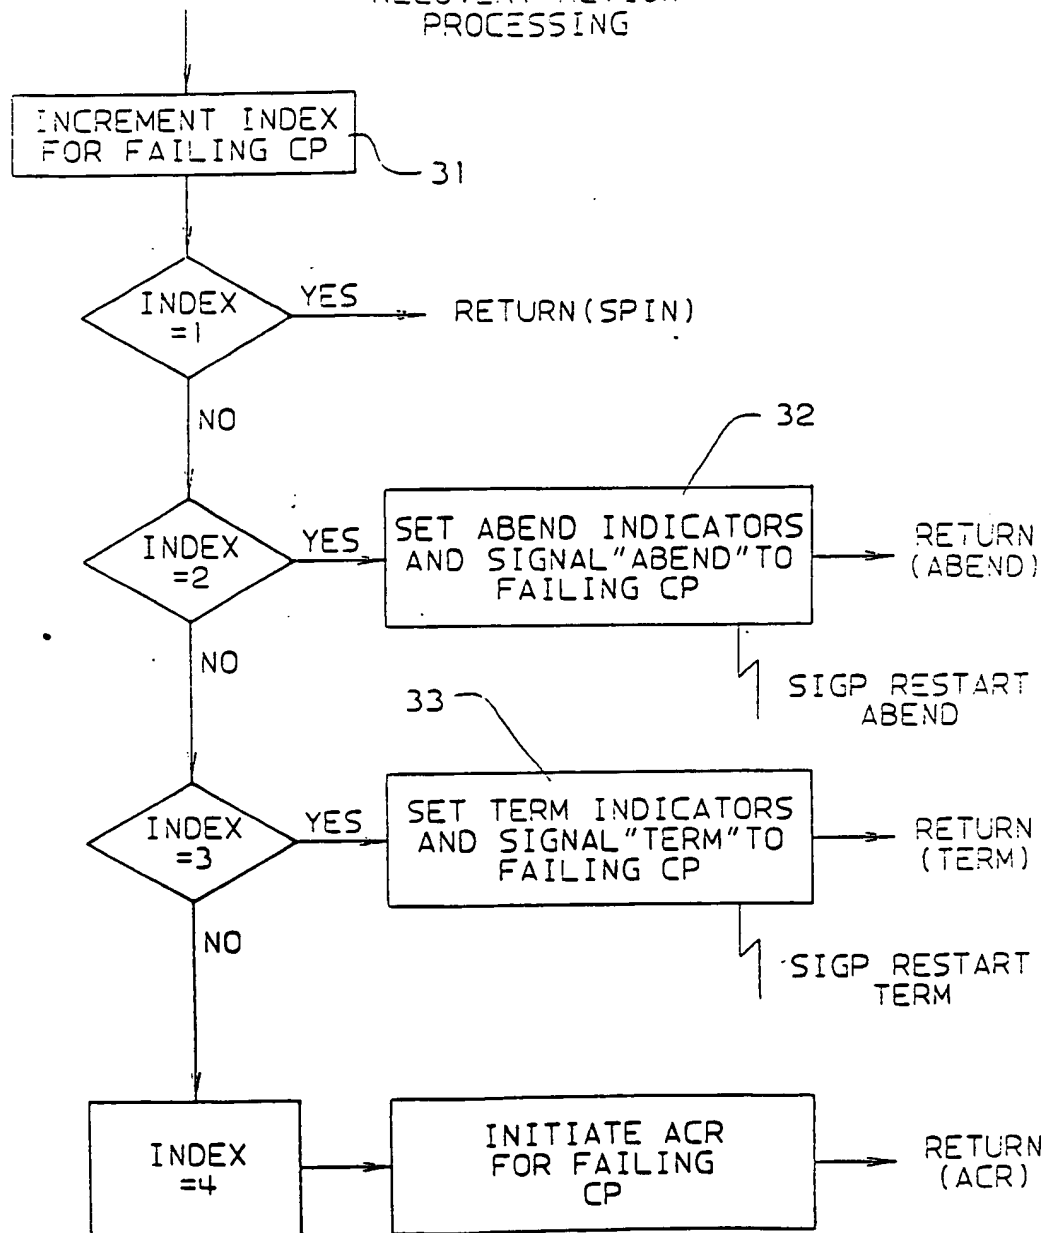 PROCESSING
INCREMENT INDEX
FOR FAILING CP
31
INDEX
=1
YES
RETURN(SPIN)
NO
32
INDEX
=2
YES
SET ABEND INDICATORS
AND SIGNAL"ABEND"TO
FAILING CP
RETURN
(ABEND)
NO
SIGP RESTART
ABEND
33
INDEX
=3
YES
SET TERM INDICATORS
AND SIGNAL"TERM"TO
FAILING CP
RETURN
(TERM)
NO
SIGP RESTART
TERM
INDEX
=4
INITIATE ACR
FOR FAILING
CP
RETURN
(ACR)